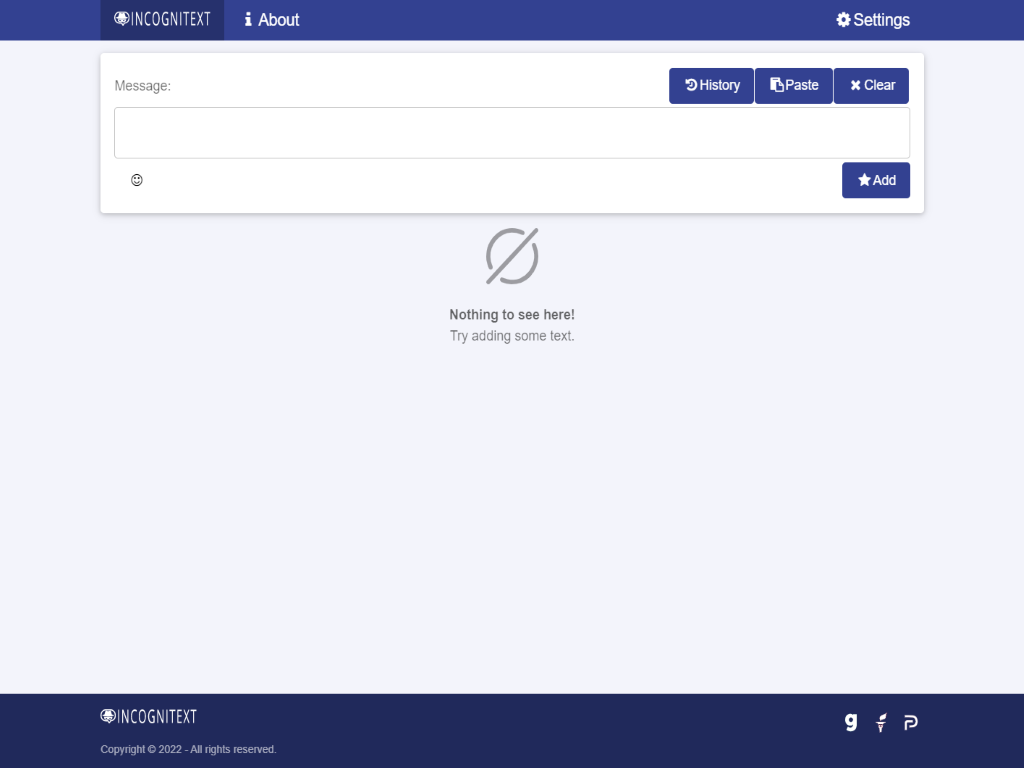 INCOGNITEXT
About
Settings
Message:
History
Paste
Clear
Add
Nothing to see here!
Try adding some text.
INCOGNITEXT
Copyright © 2022 - All rights reserved.